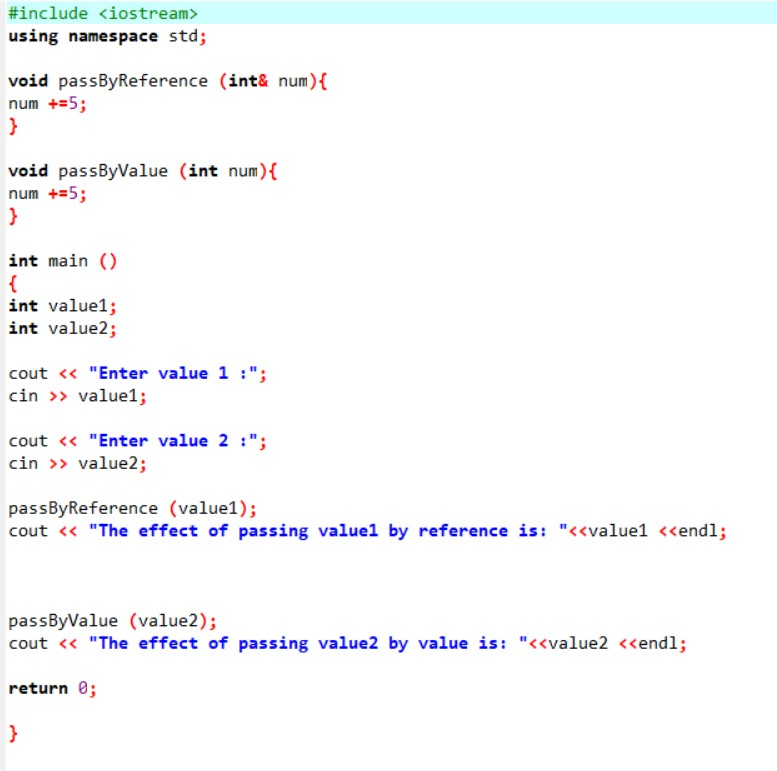 #include <iostream>
using namespace std;
void passByReference (int& num){
num +=5;
}
void passByValue (int num){
num +=5;
}
int main ()
{
int value1;
int value2;
cout << "Enter value 1 :";
cin >> value1;
cout << "Enter value 2 :";
cin >> value2;
passByReference (value1);
cout << "The effect of passing value1 by reference is: "<<value1 <<endl;
passByValue (value2);
cout << "The effect of passing value2 by value is: "<<value2 <<endl;
return 0;
}